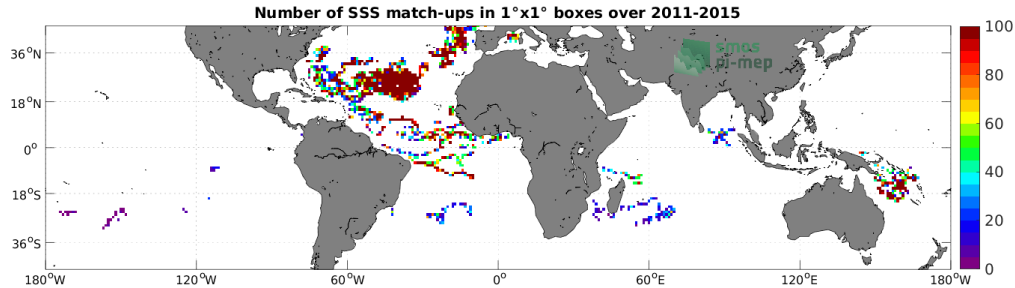 Number of SSS match-ups in 1°x1° boxes over 2011-2015
36°N
18°N
0°
18°S
36°S
180°W 120°W 60°W 0° 60°E 120°E 180°W
100
80
60
40
20
0
smos
pi-mep